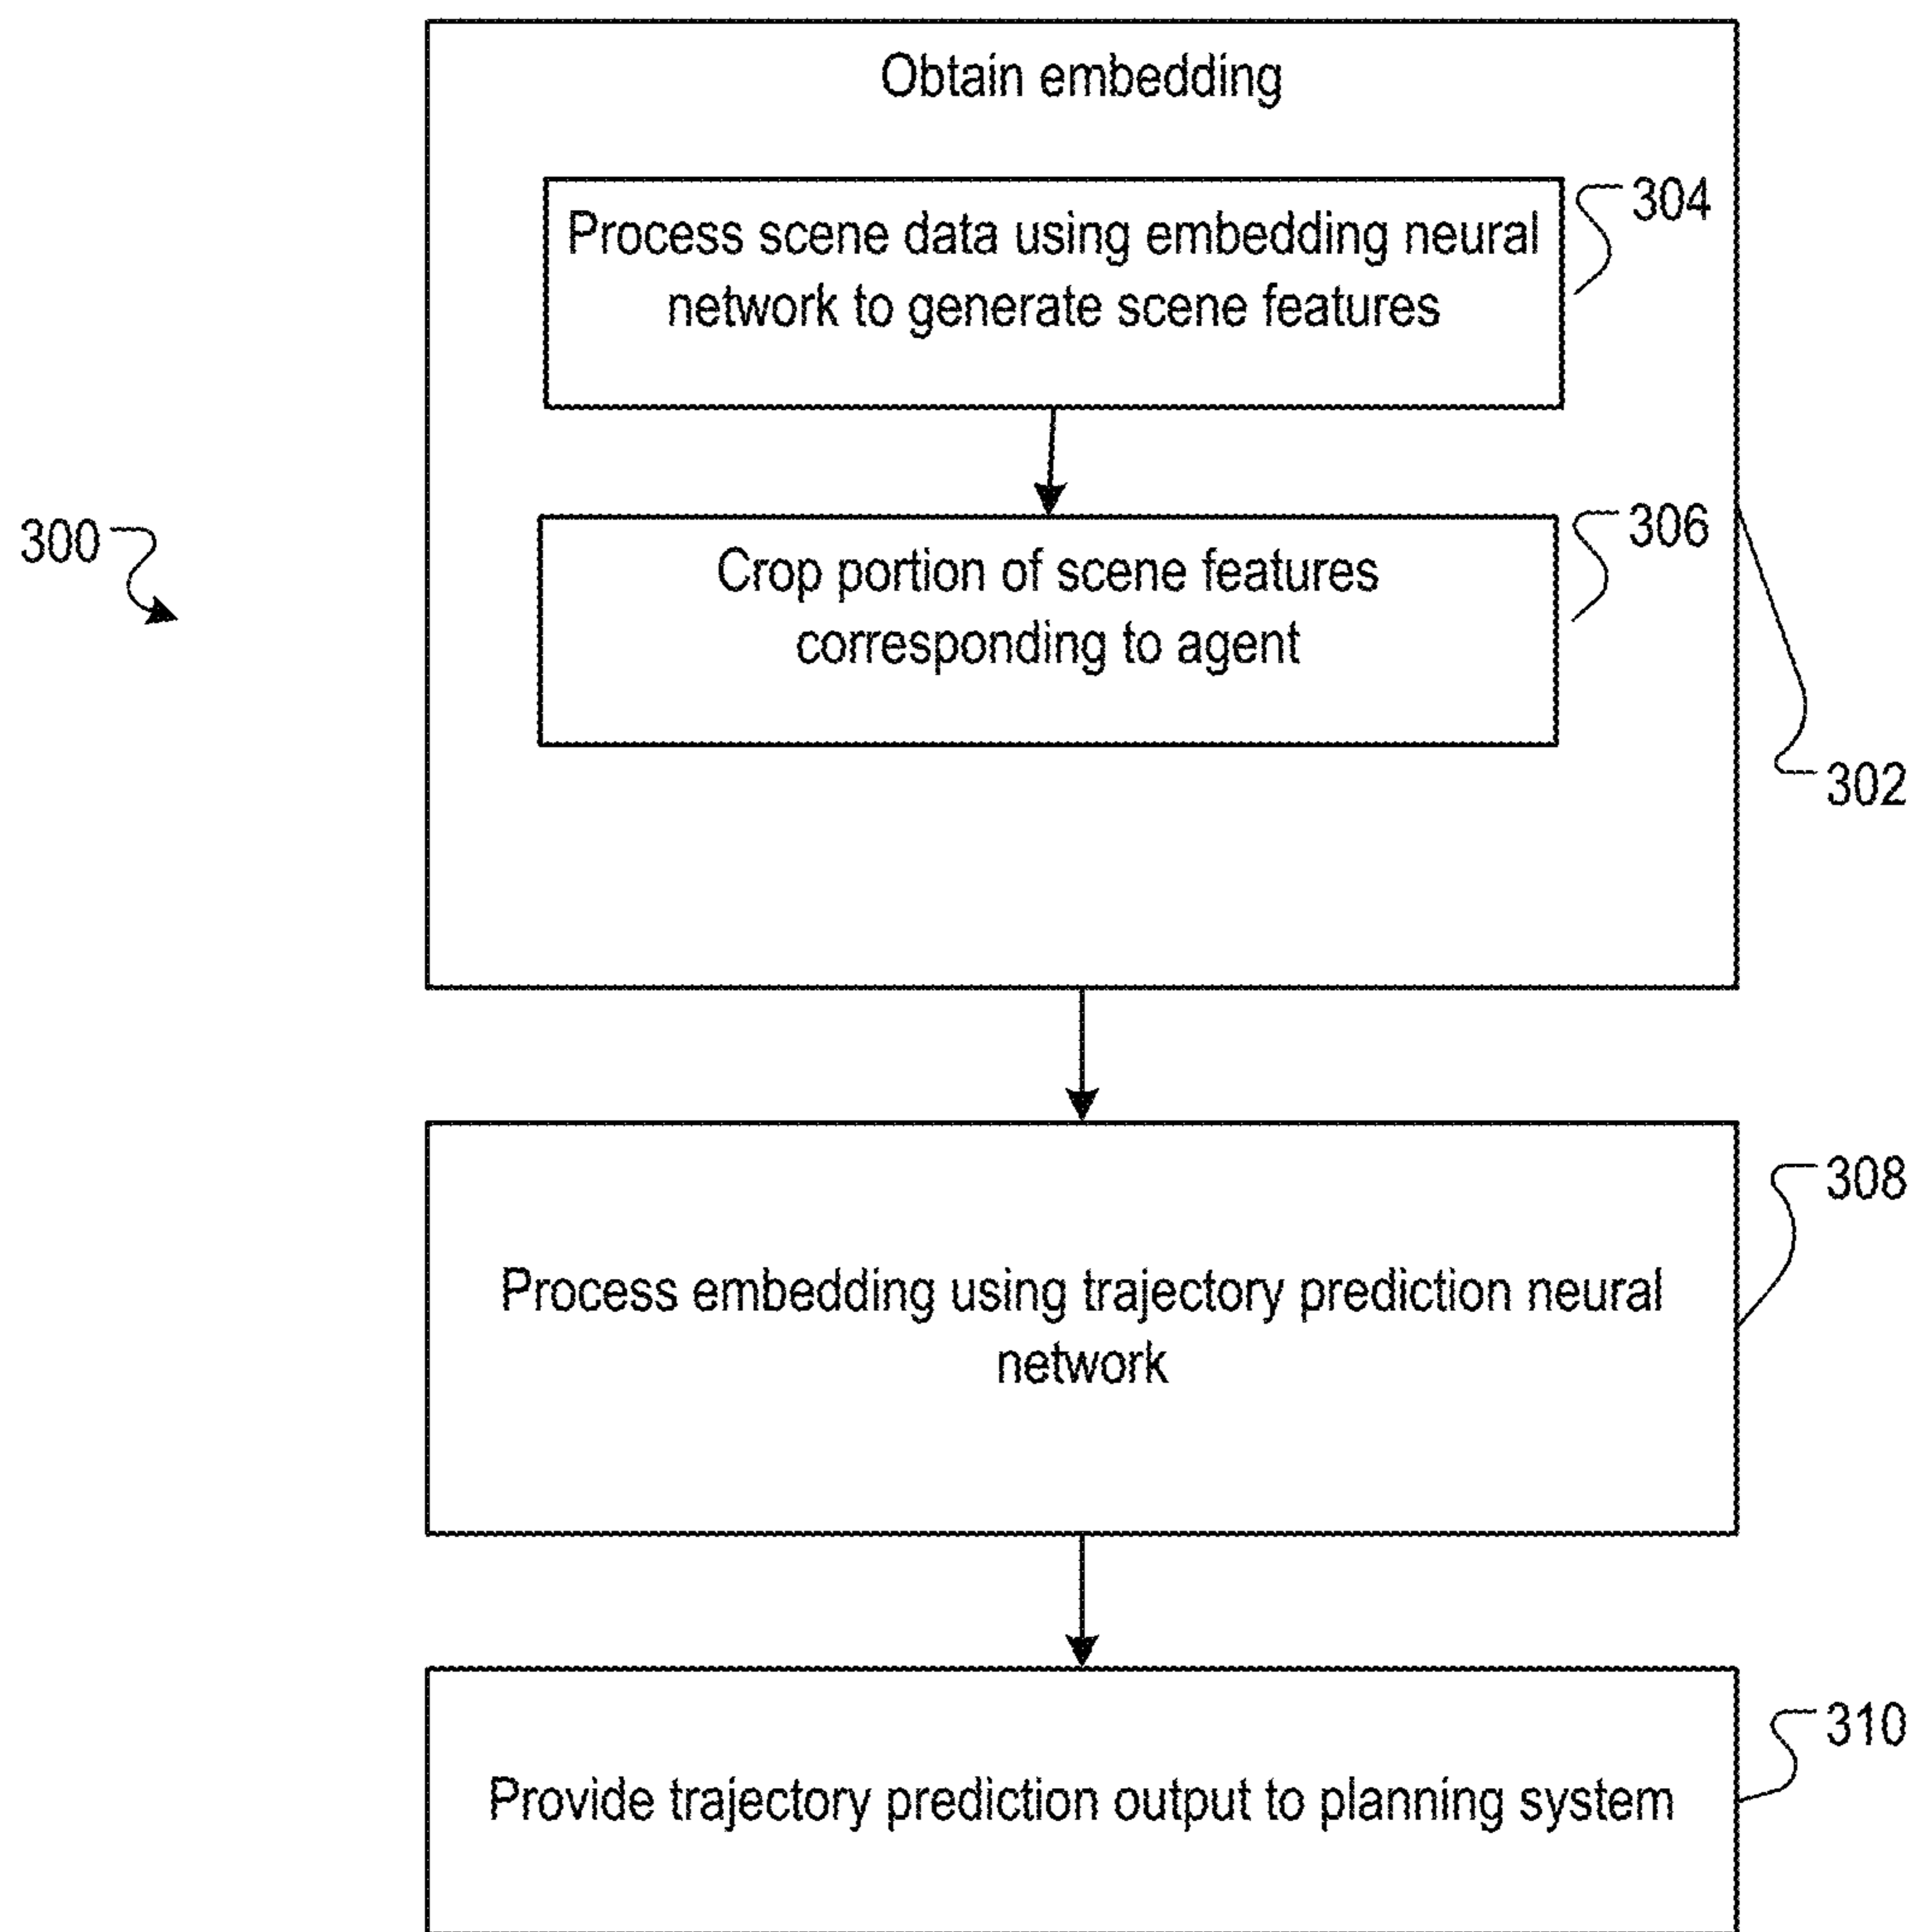 Obtain embedding
304
Process scene data using embedding neural
network to generate scene features
306
300
Crop portion of scene features
corresponding to agent
302
308
Process embedding using trajectory prediction neural
network
310
Provide trajectory prediction output to planning system